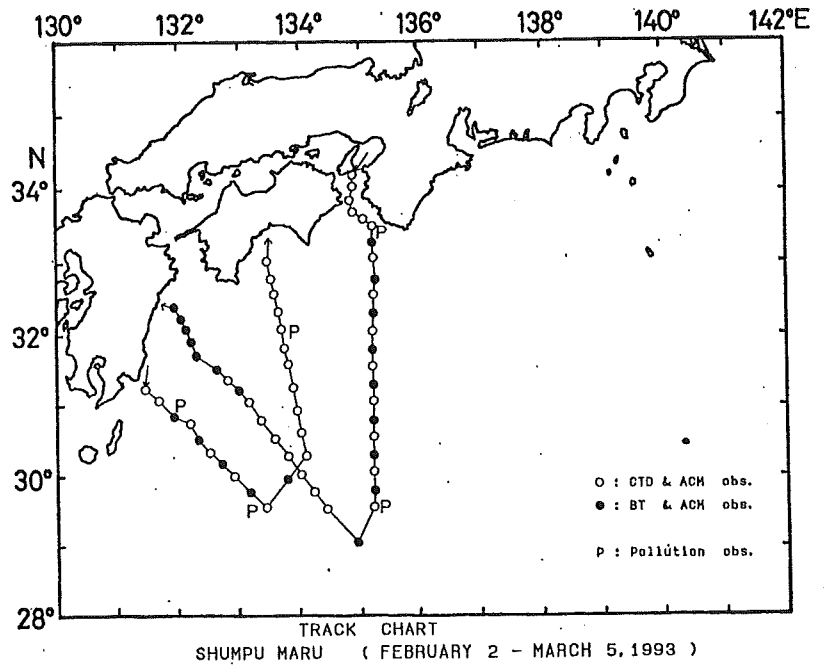 130° 132° 134° 136° 138° 140° 142°E
N
34°
32°
30°
28°
P
P
P
P
P
○ : CTD & ACM obs.
● : BT & ACM obs.
P : Pollution obs.
TRACK CHART
SHUMPU MARU ( FEBRUARY 2 - MARCH 5,1993 )